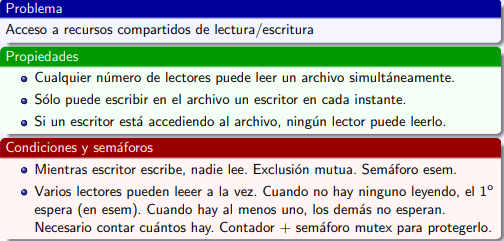 Problema
Acceso a recursos compartidos de lectura/escritura
Propiedades
Cualquier número de lectores puede leer un archivo simultáneamente.
Sólo puede escribir en el archivo un escritor en cada instante.
Si un escritor está accediendo al archivo, ningún lector puede leerlo.
Condiciones y semáforos
Mientras escritor escribe, nadie lee. Exclusión mutua. Semáforo esem.
Varios lectores pueden leeer a la vez. Cuando no hay ninguno leyendo, el 1º
espera (en esem). Cuando hay al menos uno, los demás no esperan.
Necesario contar cuántos hay. Contador + semáforo mutex para protegerlo.